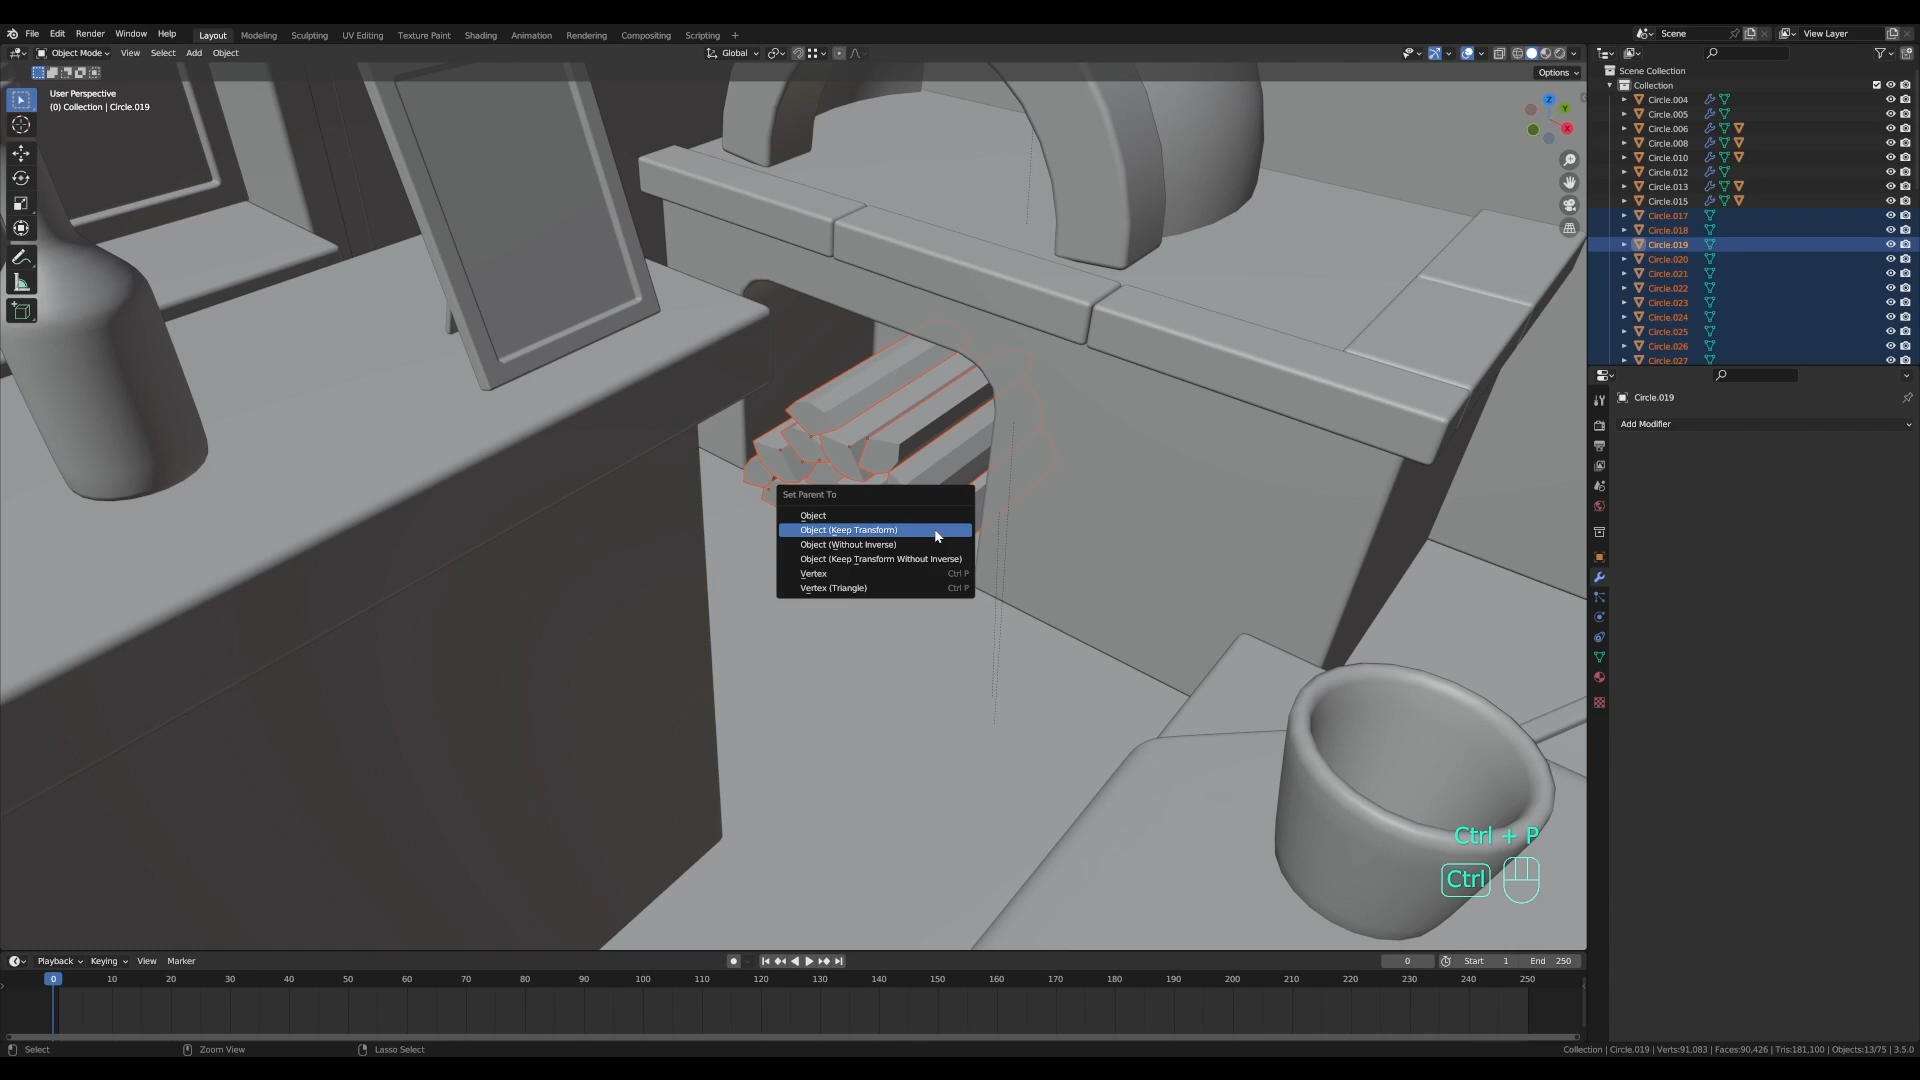 File Edit Render Window Help Layout Modeling Sculpting UV Editing Texture Paint Shading Animation Rendering Compositing Scripting + Scene View Layer
Object Mode View Select Add Object Global
Options
User Perspective
(0) Collection | Circle.019
Z
Y
X
Scene Collection
Collection
Circle.004
Circle.005
Circle.006
Circle.008
Circle.010
Circle.012
Circle.013
Circle.015
Circle.017
Circle.018
Circle.019
Circle.020
Circle.021
Circle.022
Circle.023
Circle.024
Circle.025
Circle.026
Circle.027
Circle.019
Add Modifier
Set Parent To
Object
Object (Keep Transform)
Object (Without Inverse)
Object (Keep Transform Without Inverse)
Vertex Ctrl P
Vertex (Triangle) Ctrl P
Ctrl + P
Ctrl
Playback Keying View Marker 0 Start 1 End 250
0 10 20 30 40 50 60 70 80 90 100 110 120 130 140 150 160 170 180 190 200 210 220 230 240 250
Select Zoom View Lasso Select Collection | Circle.019 | Verts:91,083 | Faces:90,426 | Tris:181,100 | Objects:13/75 | 3.5.0